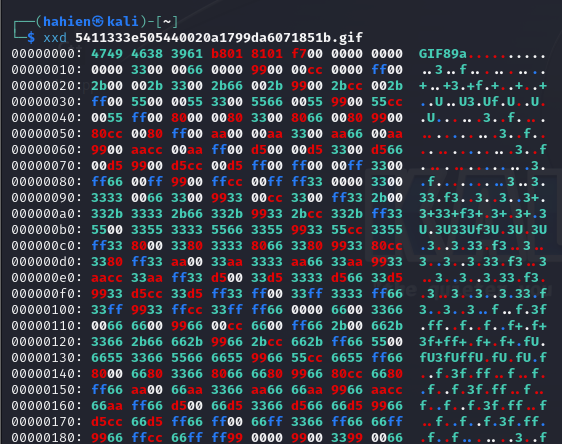 ┌──(hahien㉿kali)-[~]
└─$ xxd 5411333e505440020a1799da6071851b.gif
00000000: 4749 4638 3961 b801 8101 f700 0000 0000  GIF89a..........
00000010: 0000 3300 0066 0000 9900 00cc 0000 ff00  ..3..f..........
00000020: 2b00 002b 3300 2b66 002b 9900 2bcc 002b  +..+3.+f.+..+..+
00000030: ff00 5500 0055 3300 5566 0055 9900 55cc  ..U..U3.Uf.U..U.
00000040: 0055 ff00 8000 0080 3300 8066 0080 9900  .U......3..f....
00000050: 80cc 0080 ff00 aa00 00aa 3300 aa66 00aa  ..........3..f..
00000060: 9900 aacc 00aa ff00 d500 00d5 3300 d566  ............3..f
00000070: 00d5 9900 d5cc 00d5 ff00 ff00 00ff 3300  ..............3.
00000080: ff66 00ff 9900 ffcc 00ff ff33 0000 3300  .f.........3..3.
00000090: 3333 0066 3300 9933 00cc 3300 ff33 2b00  33.f3..3..3..3+.
000000a0: 332b 3333 2b66 332b 9933 2bcc 332b ff33  3+33+f3+.3+.3+.3
000000b0: 5500 3355 3333 5566 3355 9933 55cc 3355  U.3U33Uf3U.3U.3U
000000c0: ff33 8000 3380 3333 8066 3380 9933 80cc  .3..3.33.f3..3..
000000d0: 3380 ff33 aa00 33aa 3333 aa66 33aa 9933  3..3..3.33.f3..3
000000e0: aacc 33aa ff33 d500 33d5 3333 d566 33d5  ..3..3..3.33.f3.
000000f0: 9933 d5cc 33d5 ff33 ff00 33ff 3333 ff66  .3..3..3..3.33.f
00000100: 33ff 9933 ffcc 33ff ff66 0000 6600 3366  3..3..3..f..f.3f
00000110: 0066 6600 9966 00cc 6600 ff66 2b00 662b  .ff..f..f..f+.f+
00000120: 3366 2b66 662b 9966 2bcc 662b ff66 5500  3f+ff+.f+.f+.fU.
00000130: 6655 3366 5566 6655 9966 55cc 6655 ff66  fU3fUffU.fU.fU.f
00000140: 8000 6680 3366 8066 6680 9966 80cc 6680  ..f.3f.ff..f..f.
00000150: ff66 aa00 66aa 3366 aa66 66aa 9966 aacc  .f..f.3f.ff..f..
00000160: 66aa ff66 d500 66d5 3366 d566 66d5 9966  f..f..f.3f.ff..f
00000170: d5cc 66d5 ff66 ff00 66ff 3366 ff66 66ff  ..f..f..f.3f.ff.
00000180: 9966 ffcc 66ff ff99 0000 9900 3399 0066  .f..f.......3..f